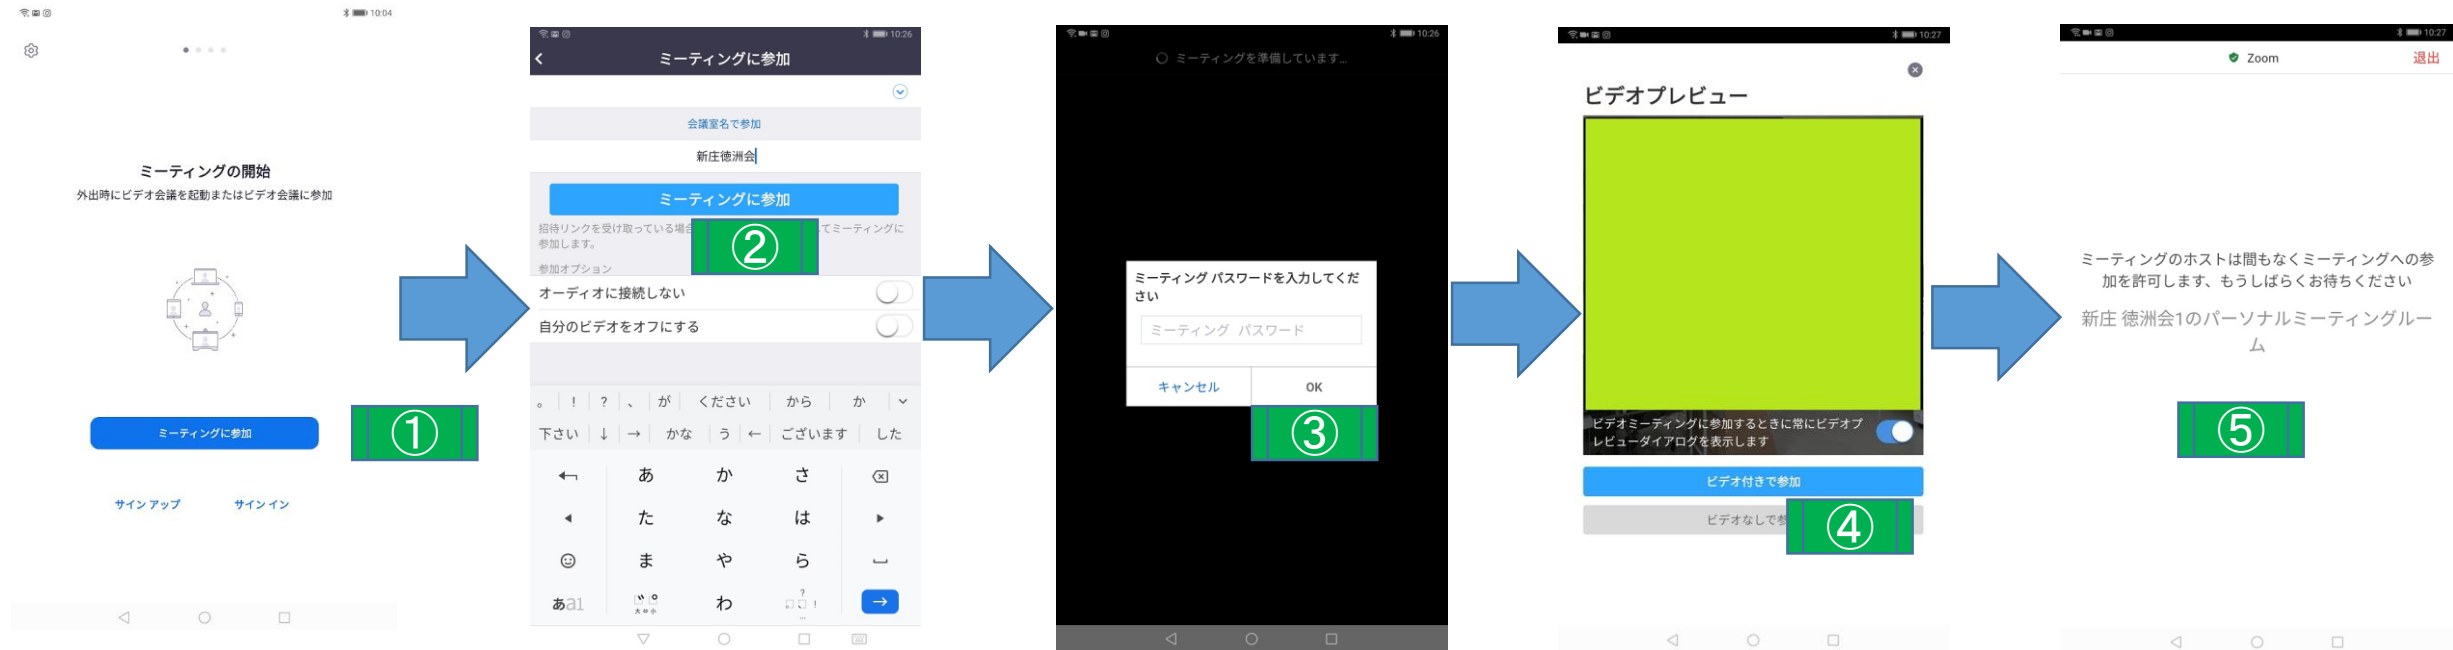 10:04
ミーティングの開始
外出時にビデオ会議を起動またはビデオ会議に参加
ミーティングに参加
①
サイン アップ サイン イン
10:26
ミーティングに参加
会議室名で参加
新庄徳洲会
ミーティングに参加
招待リンクを受け取っている場合 てミーティングに
参加します。
②
参加オプション
オーディオに接続しない
自分のビデオをオフにする
。 ! ? 、 が ください から か
下さい ↓ → かな う ← ございます した
あ か さ
た な は
ま や ら
あa1 大⇔小 わ ? !
10:26
ミーティングを準備しています...
ミーティング パスワードを入力してくだ
さい
ミーティング パスワード
キャンセル OK
③
10:27
ビデオプレビュー
ビデオミーティングに参加するときに常にビデオプ
レビューダイアログを表示します
ビデオ付きで参加
ビデオなしで参
④
10:27
Zoom 退出
ミーティングのホストは間もなくミーティングへの参
加を許可します、もうしばらくお待ちください
新庄 徳洲会1のパーソナルミーティングルー
ム
⑤